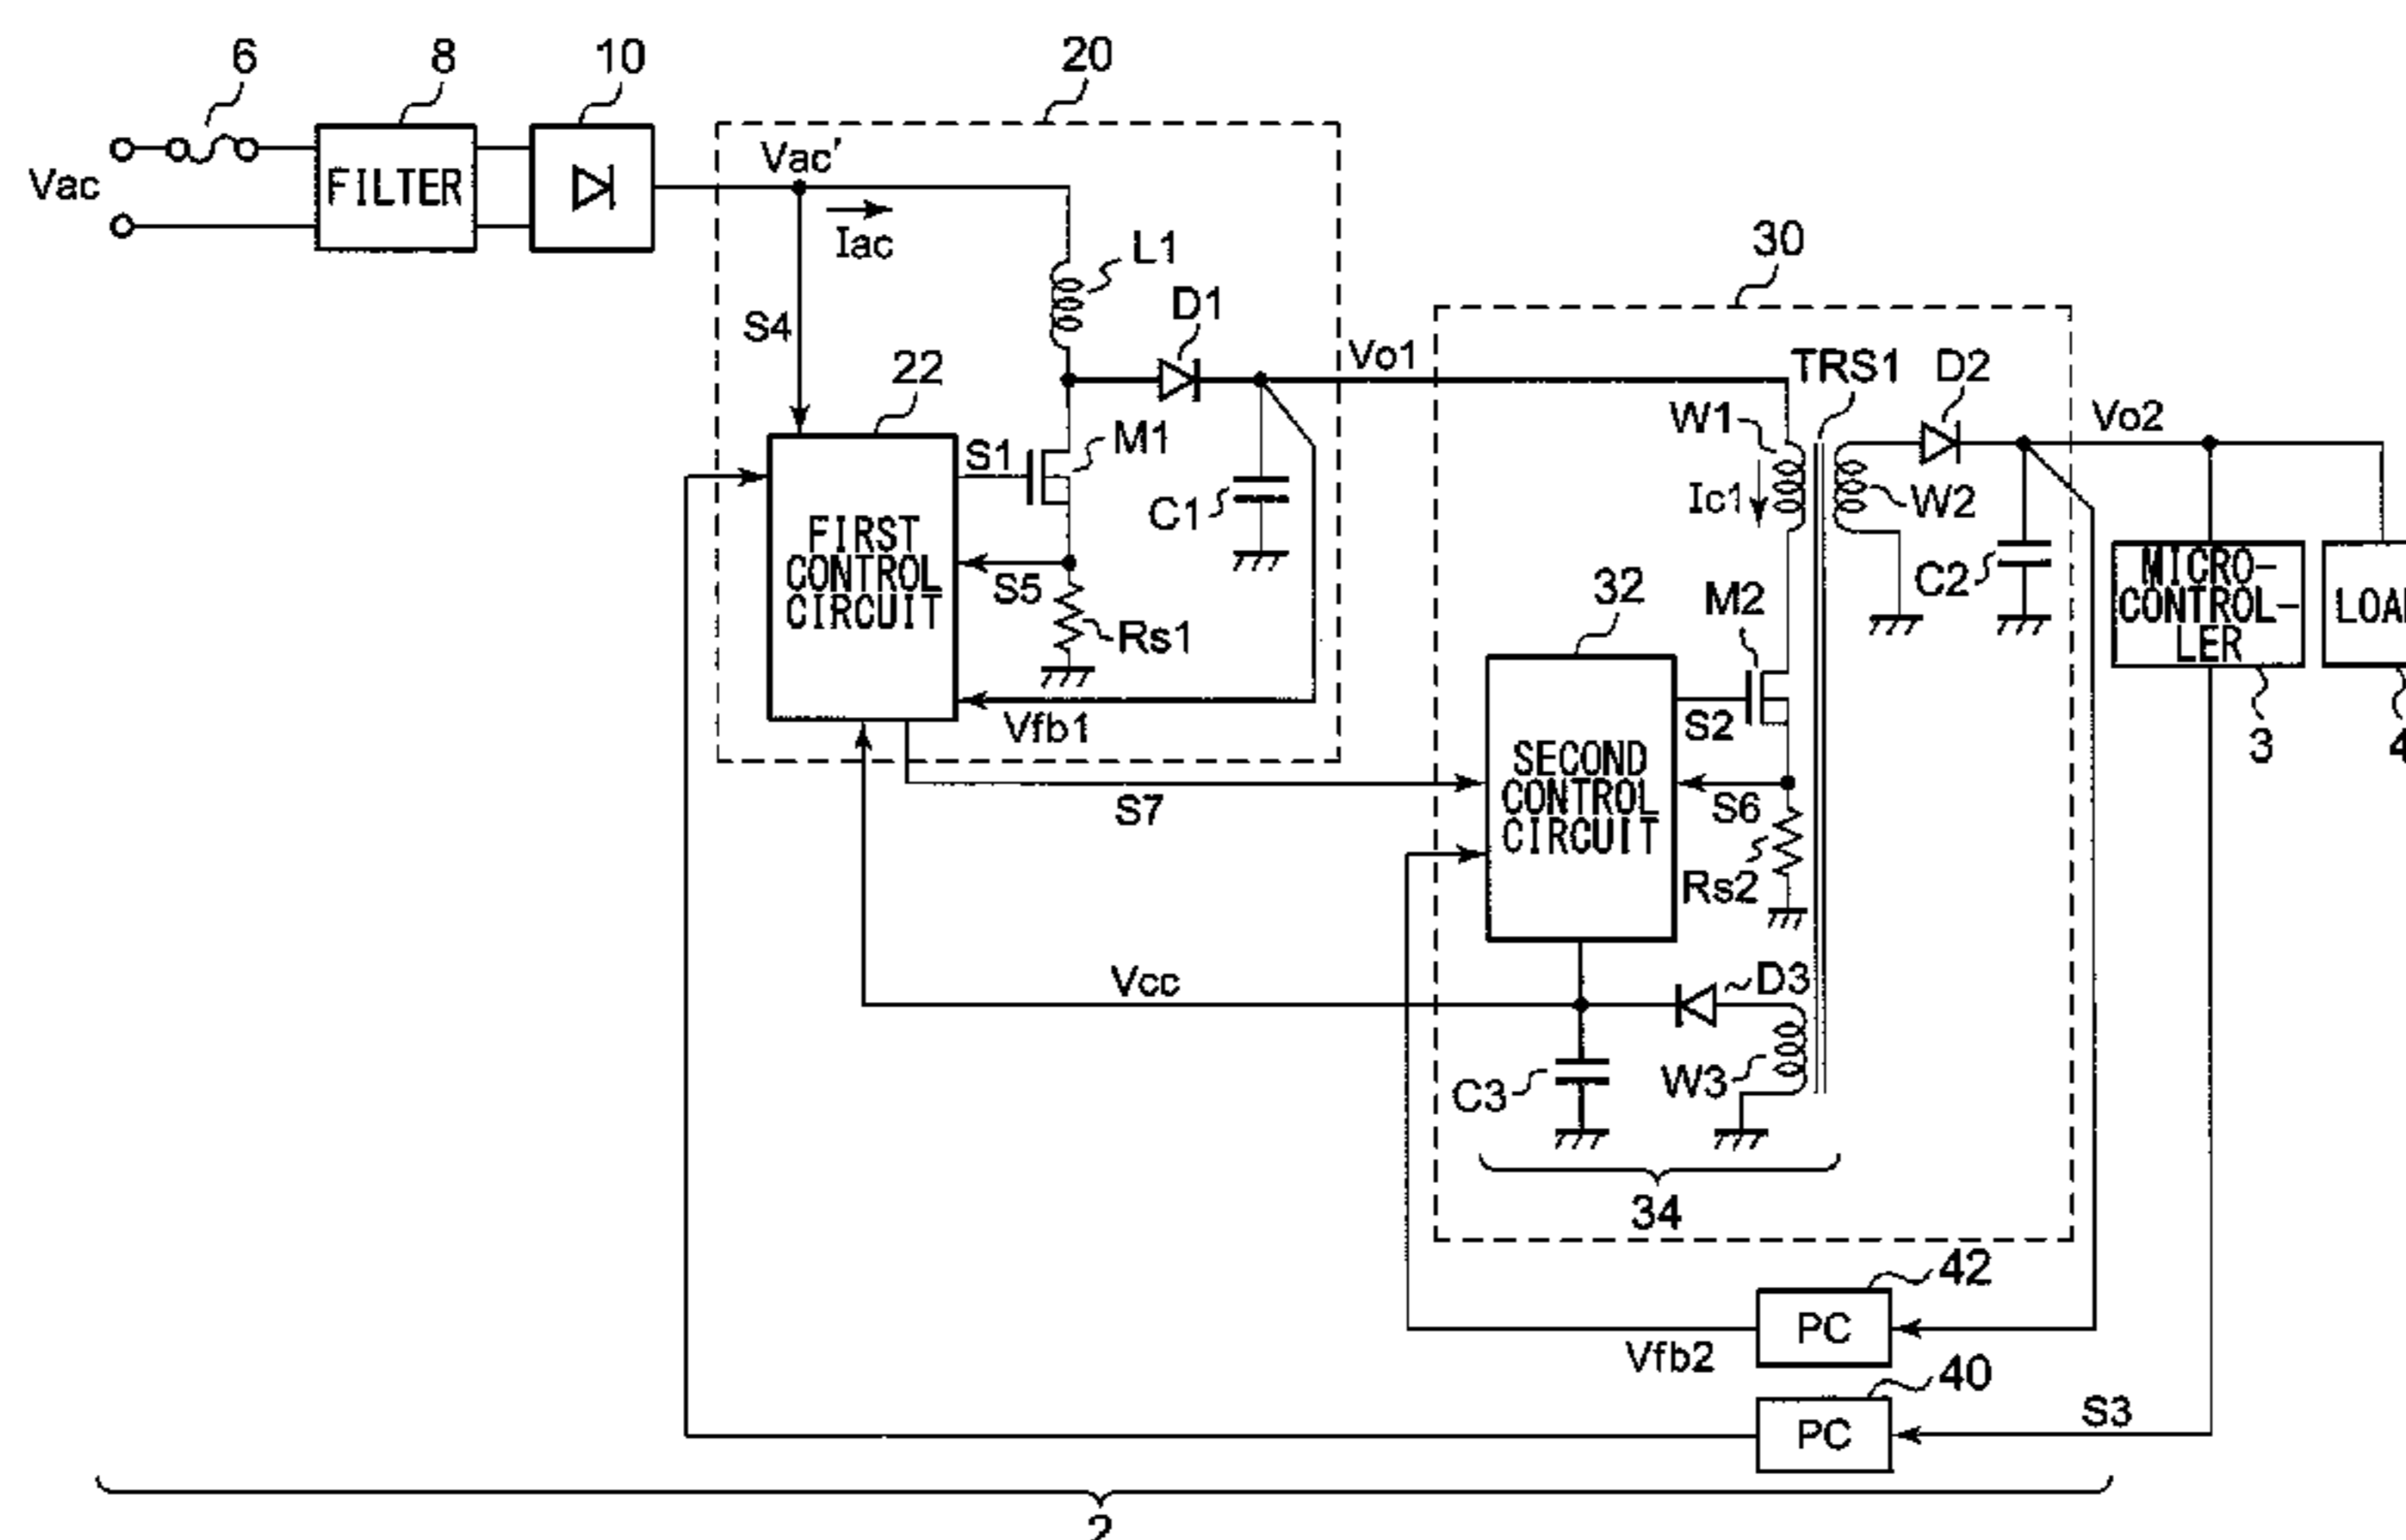 6
8
10
20
Vac
FILTER
Vac'
Iac
L1
S4
D1
Vo1
30
22
TRS1
D2
Vo2
W1
S1
M1
Ic1
W2
C1
FIRST
CONTROL
CIRCUIT
S5
Rs1
Vfb1
32
M2
C2
MICRO-
CONTROL-
LER
3
S2
S7
SECOND
CONTROL
CIRCUIT
S6
Rs2
Vcc
D3
C3
W3
34
42
PC
Vfb2
40
PC
S3
2